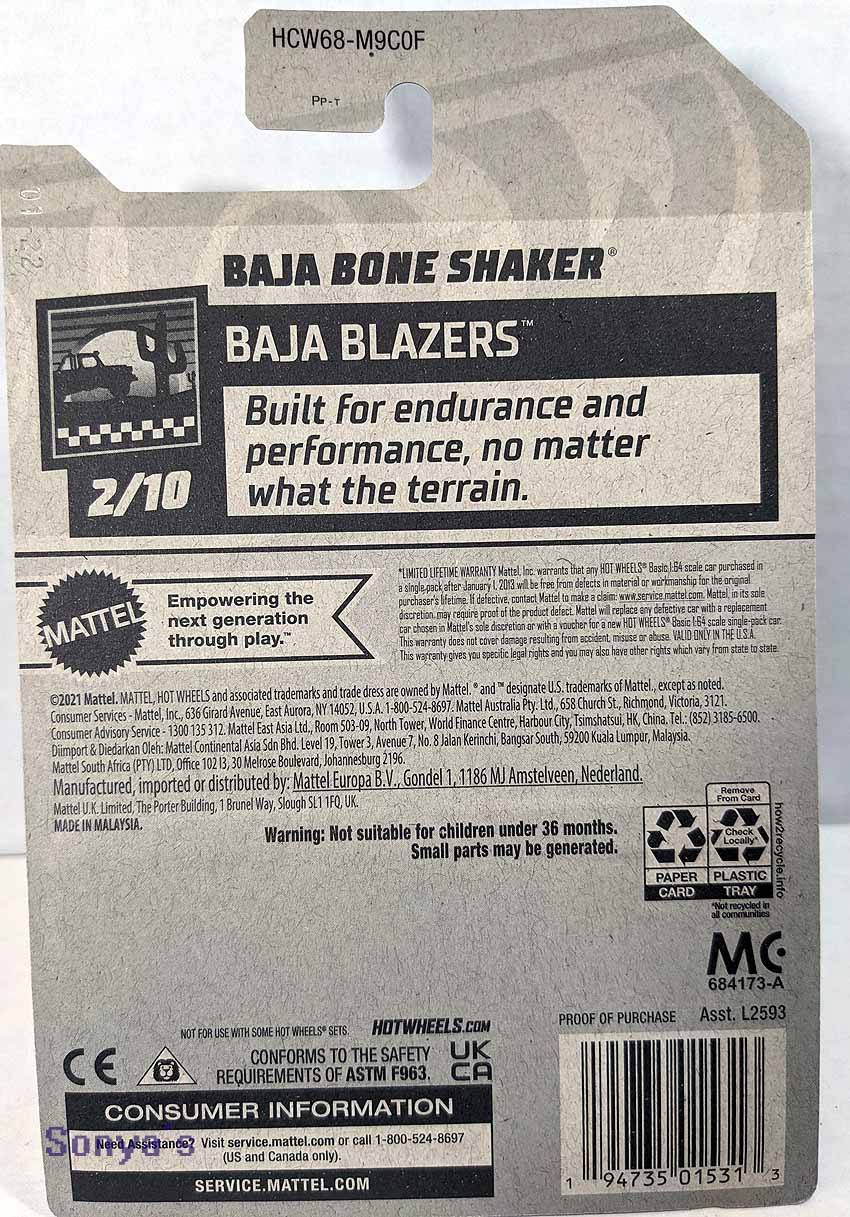 HCW68-M9C0F
PP-T
01 22
BAJA BONE SHAKER®
BAJA BLAZERS™
Built for endurance and
performance, no matter
what the terrain.
2/10
MATTEL
Empowering the
next generation
through play.™
*LIMITED LIFETIME WARRANTY Mattel, Inc. warrants that any HOT WHEELS® Basic 1:64 scale car purchased in
a single-pack after January 1, 2013 will be free from defects in material or workmanship for the original
purchaser's lifetime. If defective, contact Mattel to make a claim: www.service.mattel.com. Mattel, in its sole
discretion, may require proof of the product defect. Mattel will replace any defective car with a replacement
car chosen in Mattel's sole discretion or with a voucher for a new HOT WHEELS® Basic 1:64 scale single-pack car.
This warranty does not cover damage resulting from accident, misuse or abuse. VALID ONLY IN THE U.S.A.
This warranty gives you specific legal rights and you may also have other rights which vary from state to state.
©2021 Mattel. MATTEL, HOT WHEELS and associated trademarks and trade dress are owned by Mattel. ® and ™ designate U.S. trademarks of Mattel., except as noted.
Consumer Services - Mattel, Inc., 636 Girard Avenue, East Aurora, NY 14052, U.S.A. 1-800-524-8697. Mattel Australia Pty. Ltd., 658 Church St., Richmond, Victoria, 3121.
Consumer Advisory Service - 1300 135 312. Mattel East Asia Ltd., Room 503-09, North Tower, World Finance Centre, Harbour City, Tsimshatsui, HK, China. Tel.: (852) 3185-6500.
Diimport & Diedarkan Oleh: Mattel Continental Asia Sdn Bhd. Level 19, Tower 3, Avenue 7, No. 8 Jalan Kerinchi, Bangsar South, 59200 Kuala Lumpur, Malaysia.
Mattel South Africa (PTY) LTD, Office 102 I3, 30 Melrose Boulevard, Johannesburg 2196.
Manufactured, imported or distributed by: Mattel Europa B.V., Gondel 1, 1186 MJ Amstelveen, Nederland.
Mattel U.K. Limited, The Porter Building, 1 Brunel Way, Slough SL1 1FQ, UK.
MADE IN MALAYSIA.
Warning: Not suitable for children under 36 months.
Small parts may be generated.
Remove
From Card
Check
Locally*
PAPER PLASTIC
CARD TRAY
*Not recycled in
all communities
how2recycle.info
MC
684173-A
PROOF OF PURCHASE Asst. L2593
NOT FOR USE WITH SOME HOT WHEELS® SETS. HOTWHEELS.COM
CE
CONFORMS TO THE SAFETY
REQUIREMENTS OF ASTM F963.
UK
CA
CONSUMER INFORMATION
Need Assistance? Visit service.mattel.com or call 1-800-524-8697
(US and Canada only).
SERVICE.MATTEL.COM
Sonya's
1 94735 01531 3